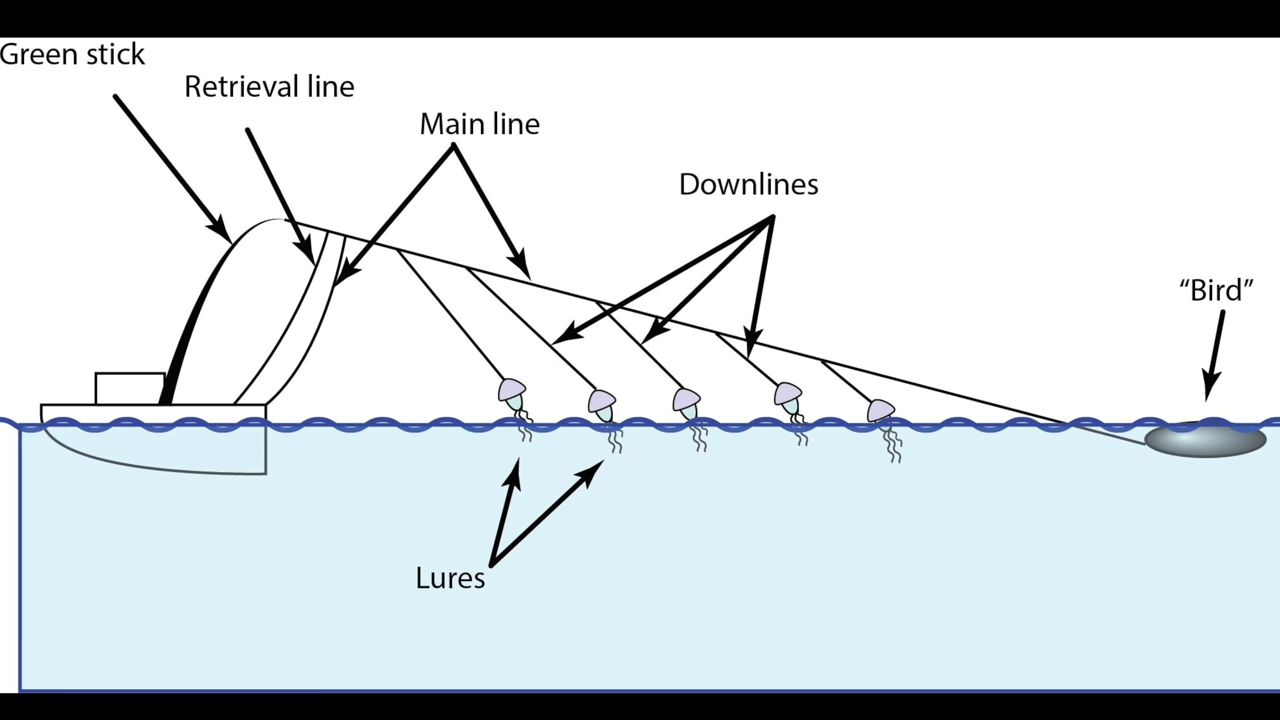 Green stick
Retrieval line
Main line
Downlines
“Bird”
Lures